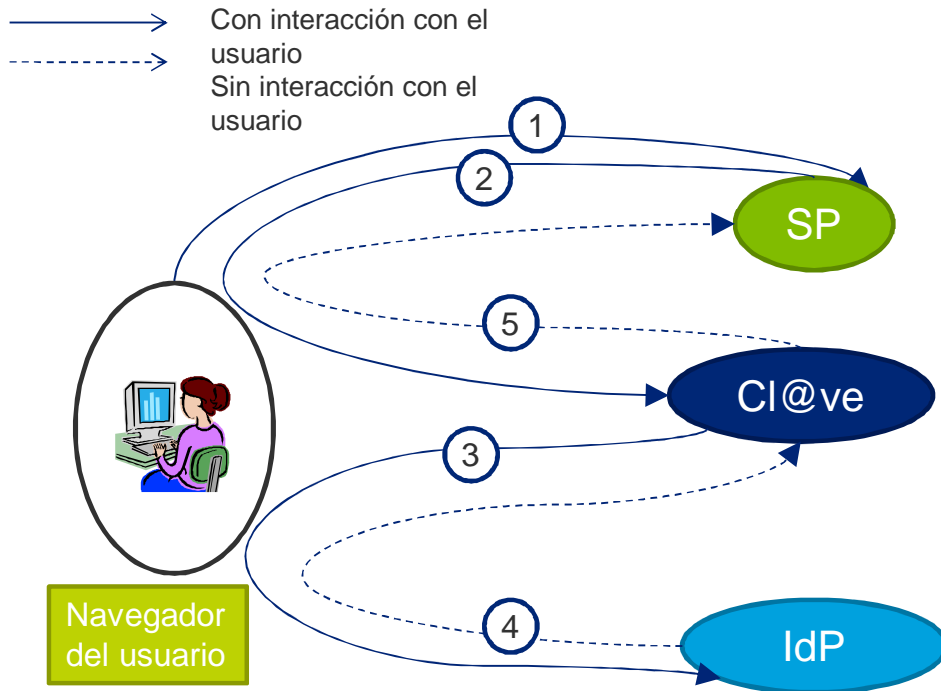 Con interacción con el
usuario
Sin interacción con el
usuario
1
2
SP
5
Cl@ve
3
4
IdP
Navegador
del usuario